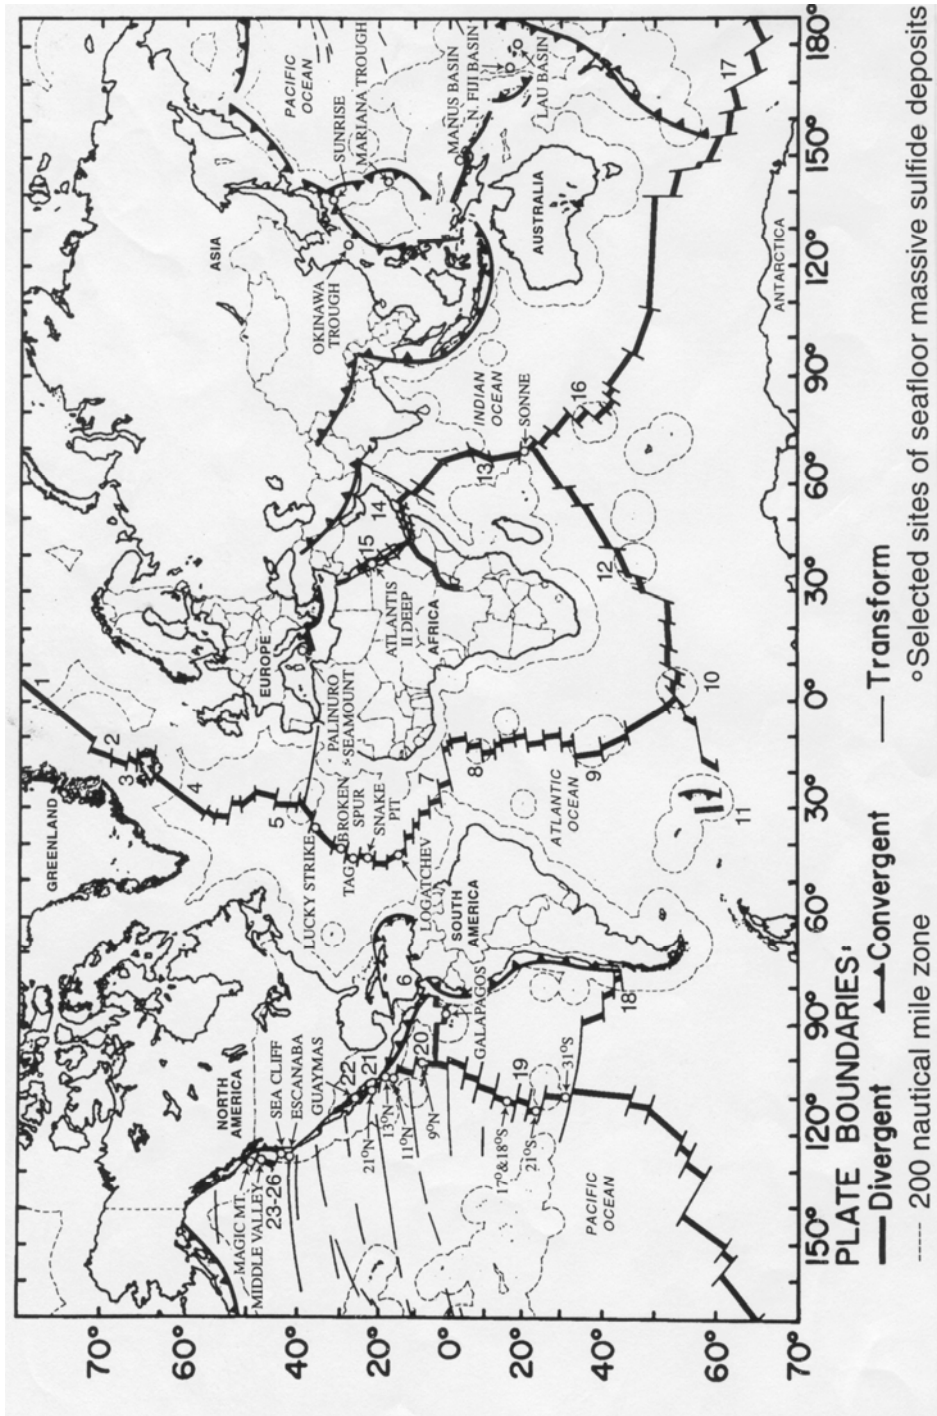 70°
60°
40°
20°
0°
20°
40°
60°
70°
150°
120°
90°
60°
30°
0°
30°
60°
90°
120°
150°
180°
GREENLAND
NORTH
AMERICA
EUROPE
ASIA
PACIFIC
OCEAN
MAGIC MT.
MIDDLE VALLEY
23-26
SEA CLIFF
ESCANABA
GUAYMAS
22
21
21°N
13°N
11°N
9°N
20
6
GALAPAGOS
17°&18°S
19
21°S
31°S
18
PACIFIC
OCEAN
SOUTH
AMERICA
LUCKY STRIKE
TAG
BROKEN
SPUR
SNAKE
PIT
LOGATCHEV
1
2
3
4
5
7
8
9
10
11
ATLANTIC
OCEAN
PALINURO
SEAMOUNT
ATLANTIS
II DEEP
AFRICA
15
14
13
12
INDIAN
OCEAN
SONNE
16
OKINAWA
TROUGH
SUNRISE
MARIANA TROUGH
MANUS BASIN
N. FIJI BASIN
LAU BASIN
AUSTRALIA
17
ANTARCTICA
PLATE BOUNDARIES:
Divergent
Convergent
Transform
200 nautical mile zone
Selected sites of seafloor massive sulfide deposits